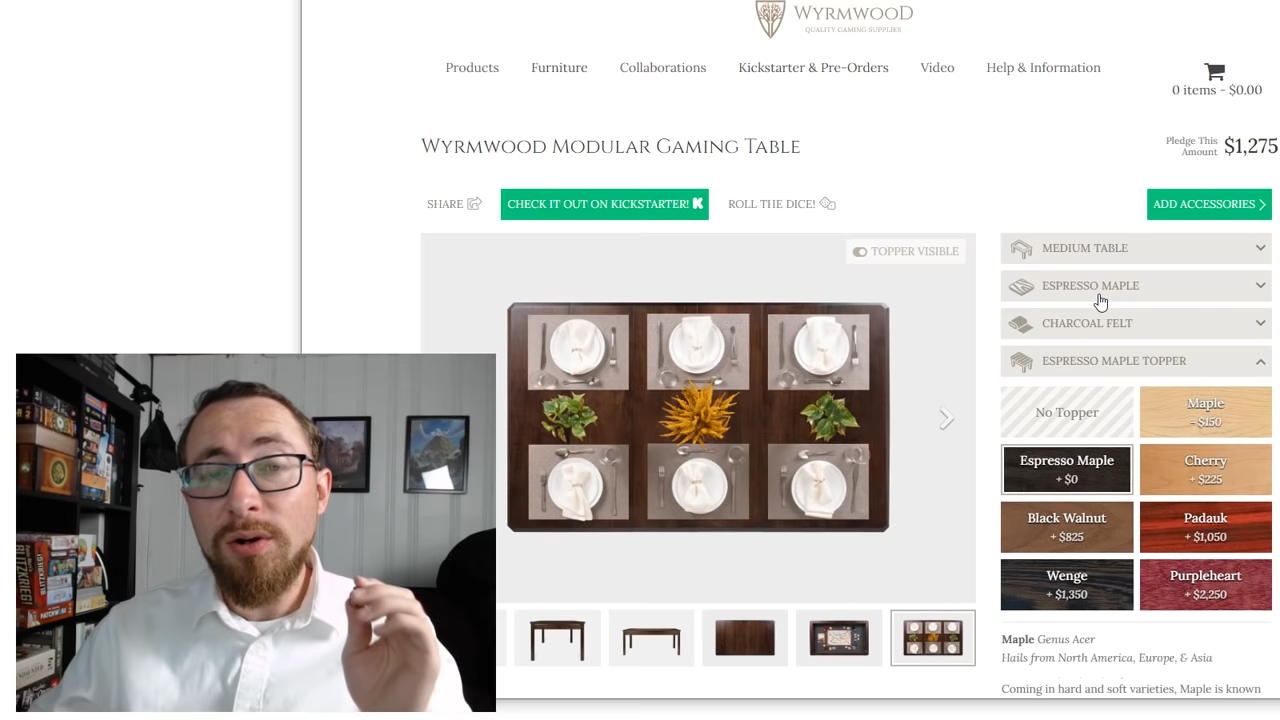 WYRMWOOD
QUALITY GAMING SUPPLIES
Products Furniture Collaborations Kickstarter & Pre-Orders Video Help & Information
0 items - $0.00
WYRMWOOD MODULAR GAMING TABLE
Pledge This
Amount $1,275
SHARE CHECK IT OUT ON KICKSTARTER! ROLL THE DICE! ADD ACCESSORIES
TOPPER VISIBLE
MEDIUM TABLE
ESPRESSO MAPLE
CHARCOAL FELT
ESPRESSO MAPLE TOPPER
No Topper
Maple
- $150
Espresso Maple
+ $0
Cherry
+ $225
Black Walnut
+ $825
Padauk
+ $1,050
Wenge
+ $1,350
Purpleheart
+ $2,250
Maple Genus Acer
Hails from North America, Europe, & Asia
Coming in hard and soft varieties, Maple is known
BLITZKRIEG!
PATCHWORK